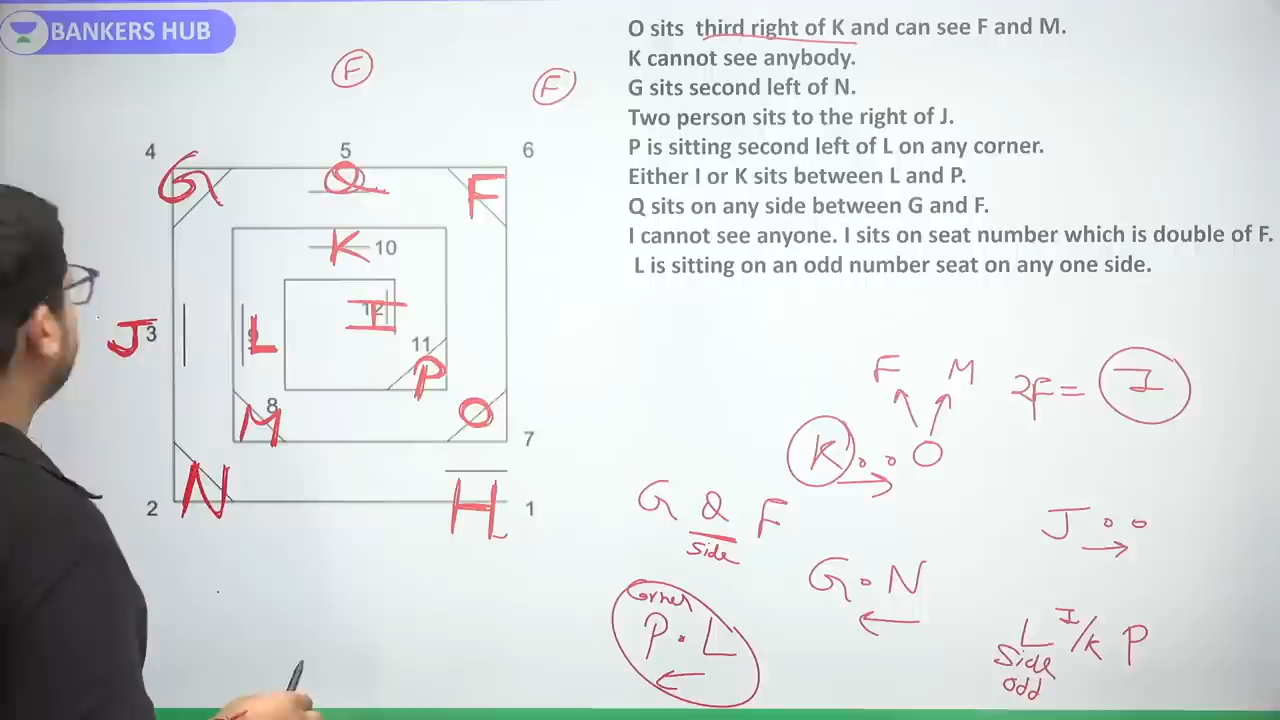 BANKERS HUB
O sits third right of K and can see F and M.
K cannot see anybody.
G sits second left of N.
Two person sits to the right of J.
P is sitting second left of L on any corner.
Either I or K sits between L and P.
Q sits on any side between G and F.
I cannot see anyone. I sits on seat number which is double of F.
L is sitting on an odd number seat on any one side.
F
F
4 5 6
G Q F
K 10
J 3 L 12 I
11
P
8
M O 7
N H
2 1
F M
K O
2F = I
G Q F
side
J
G N
Corner
P . L
L I/K P
Side
odd